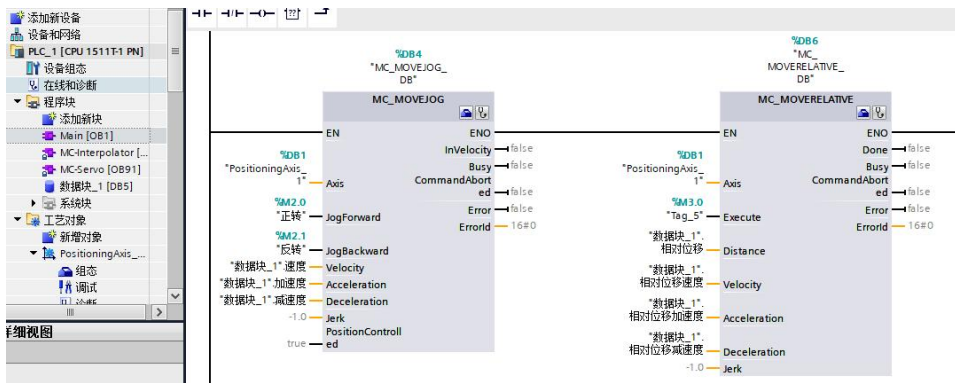 添加新设备
设备和网络
PLC_1 [CPU 1511T-1 PN]
设备组态
在线和诊断
程序块
添加新块
Main [OB1]
MC-Interpolator [...
MC-Servo [OB91]
数据块_1 [DB5]
系统块
工艺对象
新增对象
PositioningAxis_...
组态
调试
诊断
详细视图
%DB4
"MC_MOVEJOG_
DB"
MC_MOVEJOG
EN ENO
InVelocity false
%DB1
"PositioningAxis_
1" Axis
Busy false
CommandAbort
ed false
%M2.0
"正转" JogForward
Error false
ErrorId 16#0
%M2.1
"反转" JogBackward
"数据块_1".速度 Velocity
"数据块_1".加速度 Acceleration
"数据块_1".减速度 Deceleration
-1.0 Jerk
PositionControll
true ed
%DB6
"MC_
MOVERELATIVE_
DB"
MC_MOVERELATIVE
EN ENO
Done false
%DB1
"PositioningAxis_
1" Axis
Busy false
CommandAbort
ed false
%M3.0
"Tag_5" Execute
Error false
ErrorId 16#0
"数据块_1".
相对位移 Distance
"数据块_1".
相对位移速度 Velocity
"数据块_1".
相对位移加速度 Acceleration
"数据块_1".
相对位移减速度 Deceleration
-1.0 Jerk